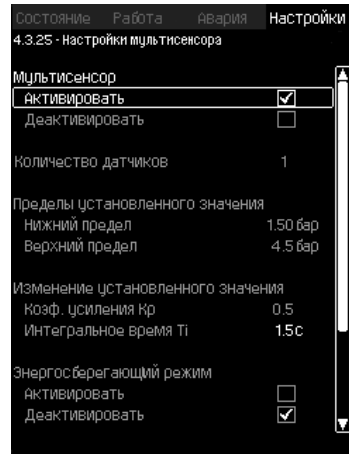 Состояние Работа Авария Настройки
4.3.25 - Настройки мультисенсора
Мультисенсор
Активировать
Деактивировать
Количество датчиков 1
Пределы установленного значения
Нижний предел 1.50 бар
Верхний предел 4.5 бар
Изменение установленного значения
Коэф. усиления Кр 0.5
Интегральное время Ti 1.5 с
Энергосберегающий режим
Активировать
Деактивировать